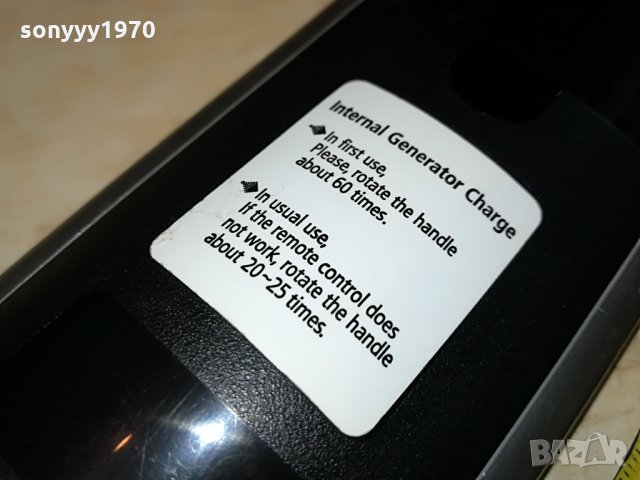 sonyyy1970
Internal Generator Charge
In first use,
Please, rotate the handle
about 60 times.
In usual use,
If the remote control does
not work, rotate the handle
about 20~25 times.
BAZAR